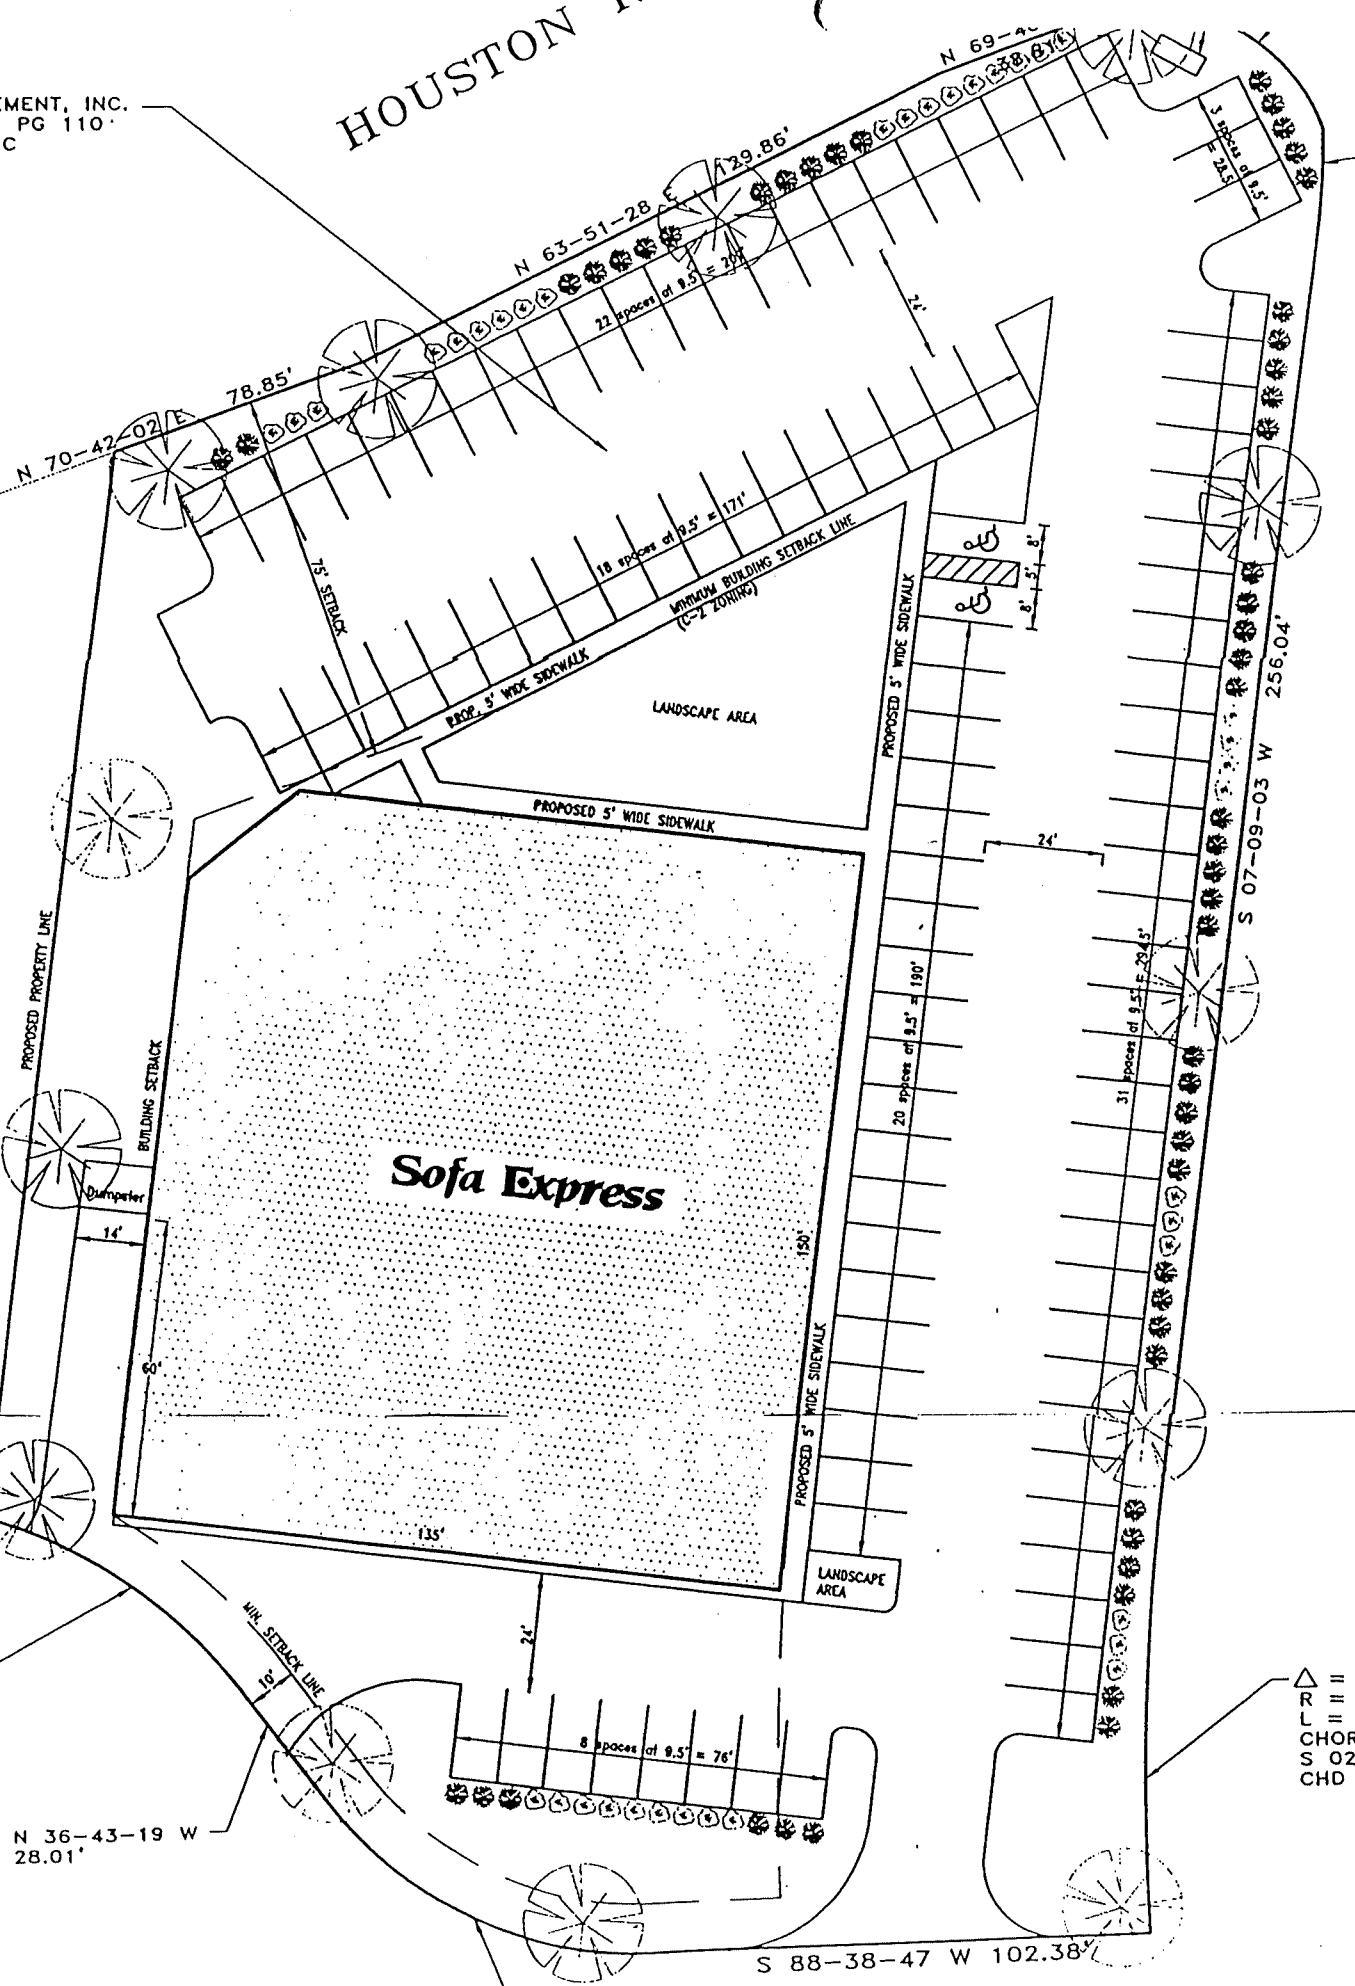 HOUSTON
EMENT, INC.
PG 110
C
N 69-4
3 spaces at 9.5'
= 28.5
129.86'
N 63-51-28 E
22 spaces at 9.5' = 209'
24'
78.85'
N 70-42-02 E
75' SETBACK
18 spaces at 9.5' = 171'
MINIMUM BUILDING SETBACK LINE
(C-2 ZONING)
PROP. 5' WIDE SIDEWALK
8'
5'
8'
PROPOSED 5' WIDE SIDEWALK
LANDSCAPE AREA
PROPOSED 5' WIDE SIDEWALK
S 07-09-03 W 256.04'
24'
PROPOSED PROPERTY LINE
BUILDING SETBACK
20 spaces at 9.5' = 190'
31 spaces at 9.5' = 294.5'
Sofa Express
Dumpster
14'
60'
150'
PROPOSED 5' WIDE SIDEWALK
135'
LANDSCAPE
AREA
24'
MIN. SETBACK LINE
10'
8 spaces at 9.5' = 76'
△ =
R =
L =
CHOR
S 02
CHD
N 36-43-19 W
28.01'
S 88-38-47 W 102.38'